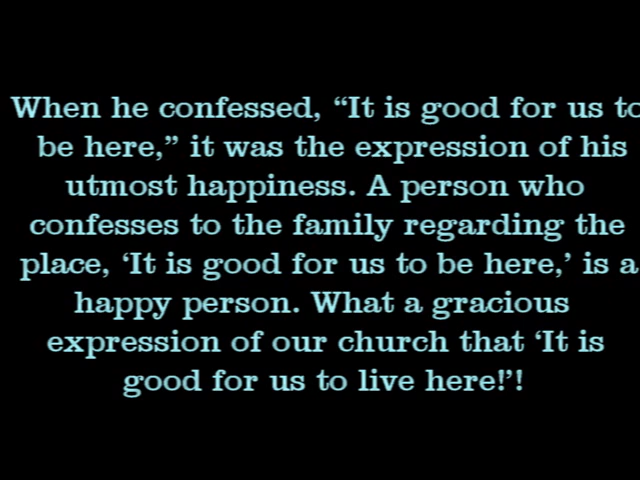 When he confessed, “It is good for us to
be here,” it was the expression of his
utmost happiness. A person who
confesses to the family regarding the
place, ‘It is good for us to be here,’ is a
happy person. What a gracious
expression of our church that ‘It is
good for us to live here!’!